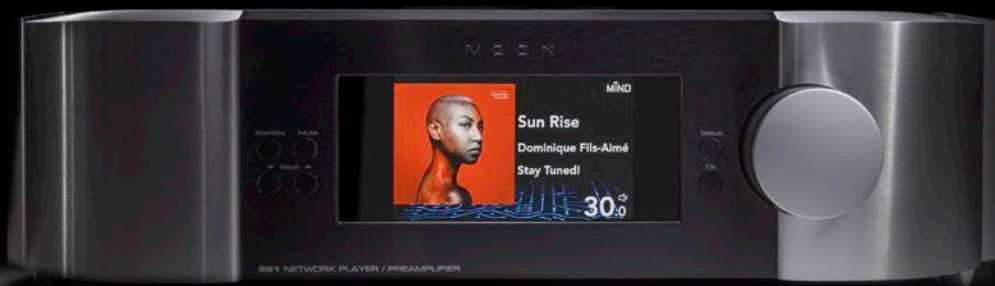 MOON
MiND
Sun Rise
Dominique Fils-Aimé
Stay Tuned!
30.0
Standby Mute
Input
Setup
Ok
891 NETWORK PLAYER / PREAMPLIFIER